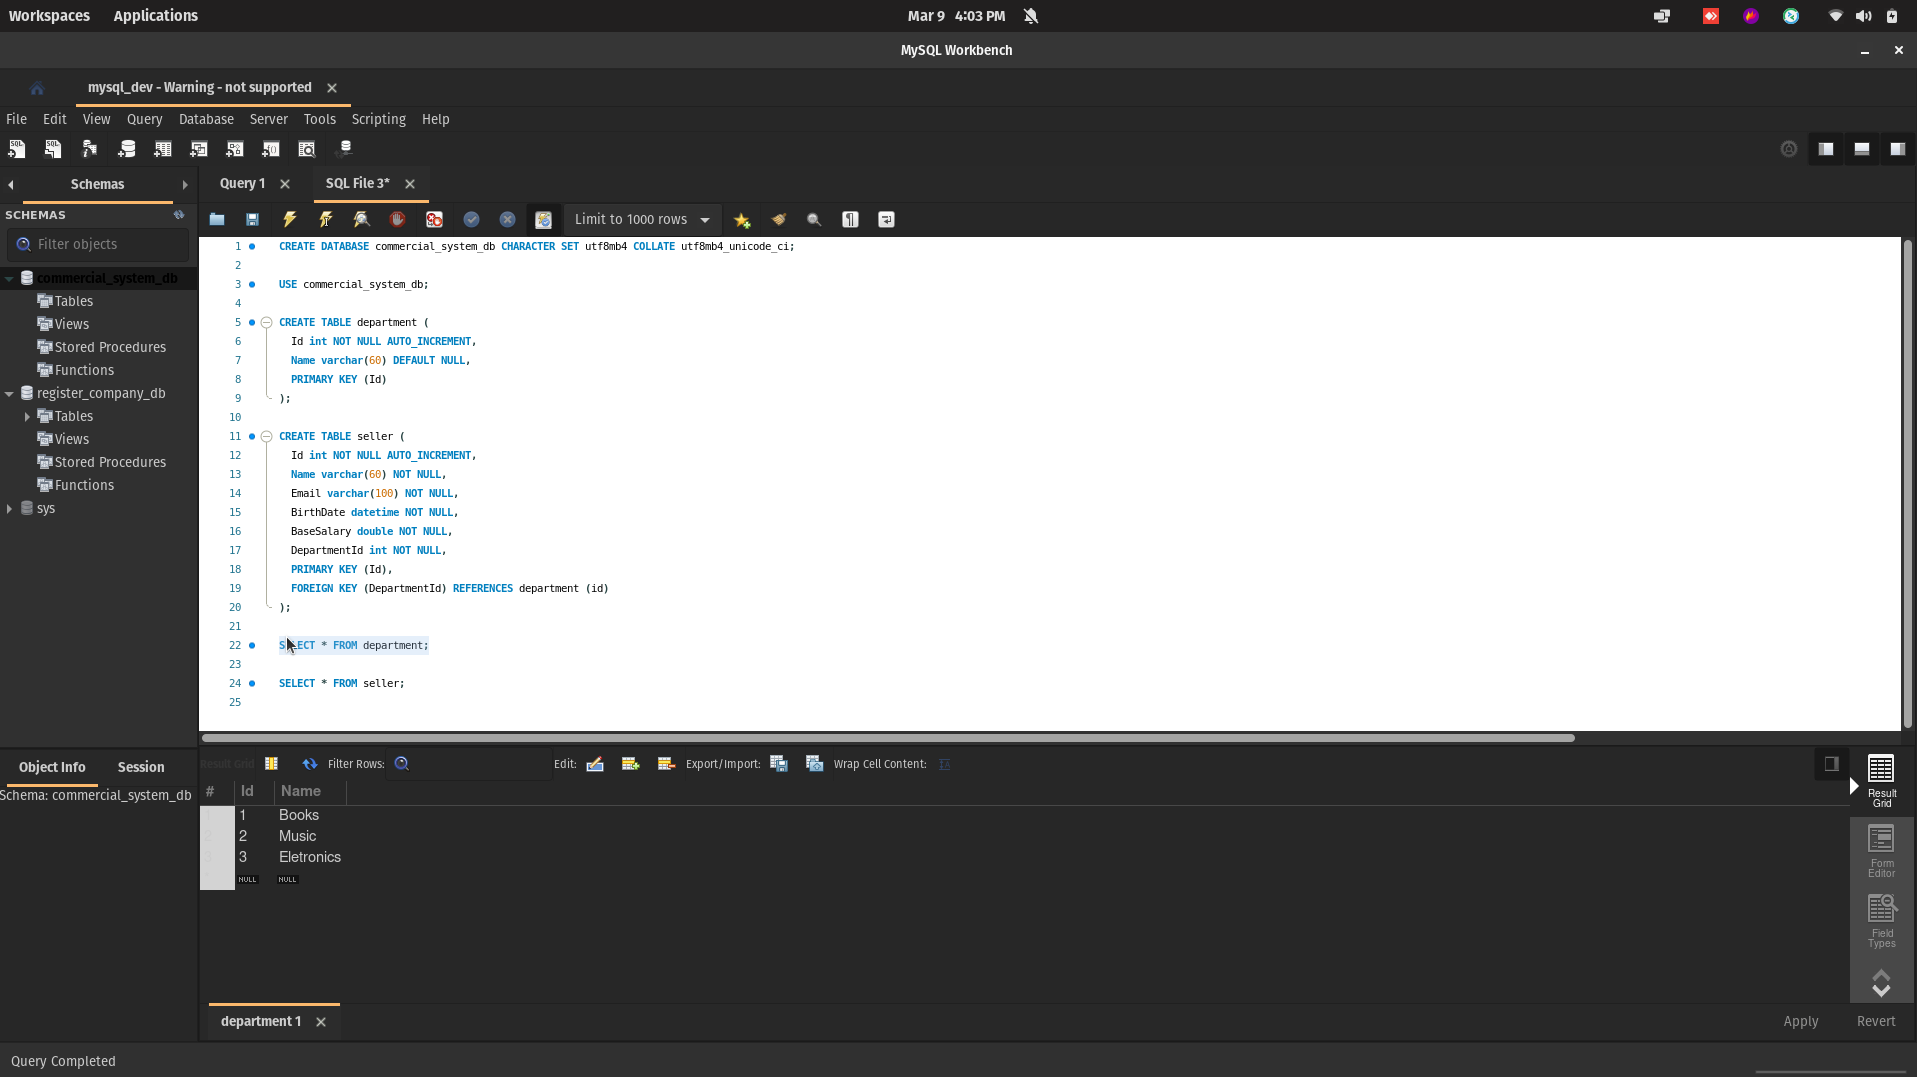 Workspaces Applications Mar 9 4:03 PM
MySQL Workbench
mysql_dev - Warning - not supported
File Edit View Query Database Server Tools Scripting Help
Schemas
SCHEMAS
Filter objects
commercial_system_db
Tables
Views
Stored Procedures
Functions
register_company_db
Tables
Views
Stored Procedures
Functions
sys
Query 1 SQL File 3*
Limit to 1000 rows
1 CREATE DATABASE commercial_system_db CHARACTER SET utf8mb4 COLLATE utf8mb4_unicode_ci;
2
3 USE commercial_system_db;
4
5 CREATE TABLE department (
6 Id int NOT NULL AUTO_INCREMENT,
7 Name varchar(60) DEFAULT NULL,
8 PRIMARY KEY (Id)
9 );
10
11 CREATE TABLE seller (
12 Id int NOT NULL AUTO_INCREMENT,
13 Name varchar(60) NOT NULL,
14 Email varchar(100) NOT NULL,
15 BirthDate datetime NOT NULL,
16 BaseSalary double NOT NULL,
17 DepartmentId int NOT NULL,
18 PRIMARY KEY (Id),
19 FOREIGN KEY (DepartmentId) REFERENCES department (id)
20 );
21
22 SELECT * FROM department;
23
24 SELECT * FROM seller;
25
Object Info Session
Schema: commercial_system_db
Result Grid Filter Rows: Edit: Export/Import: Wrap Cell Content:
# Id Name
1 Books
2 Music
3 Eletronics
NULL NULL
Result
Grid
Form
Editor
Field
Types
department 1
Apply Revert
Query Completed